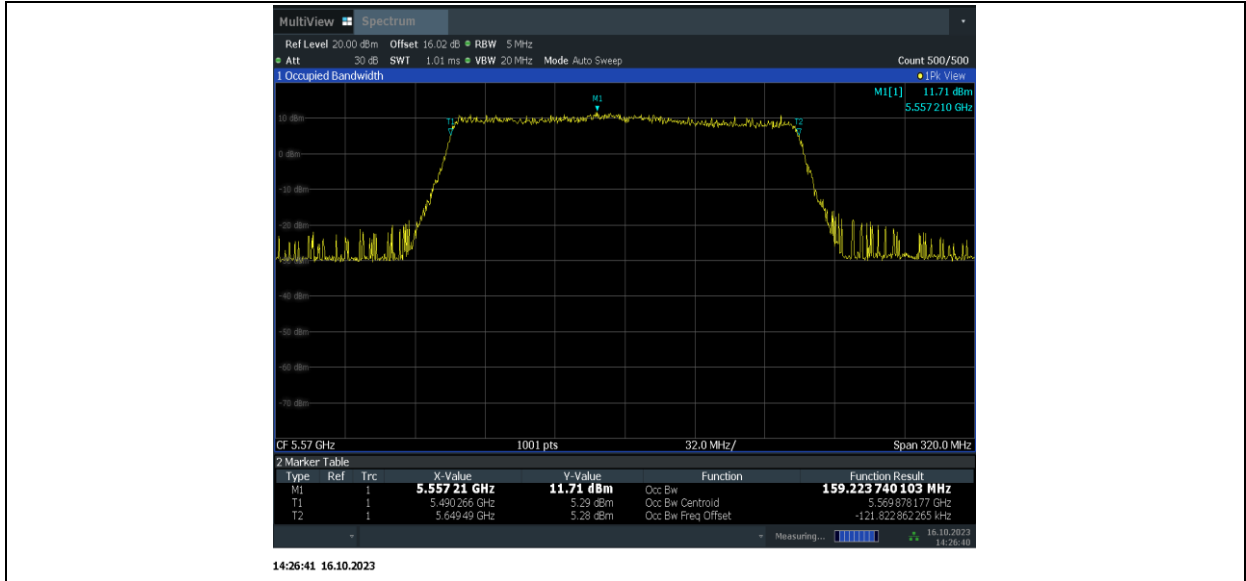 MultiView Spectrum
Ref Level 20.00 dBm Offset 16.02 dB RBW 5 MHz
Att 30 dB SWT 1.01 ms VBW 20 MHz Mode Auto Sweep Count 500/500
1 Occupied Bandwidth 1Pk View
M1[1] 11.71 dBm
5.557 210 GHz
M1
10 dBm
T1 T2
0 dBm
-10 dBm
-20 dBm
-40 dBm
-50 dBm
-60 dBm
-70 dBm
CF 5.57 GHz 1001 pts 32.0 MHz/ Span 320.0 MHz
2 Marker Table
Type Ref Trc X-Value Y-Value Function Function Result
M1 1 5.557 21 GHz 11.71 dBm Occ Bw 159.223 740 103 MHz
T1 1 5.490 266 GHz 5.29 dBm Occ Bw Centroid 5.569 878 177 GHz
T2 1 5.649 49 GHz 5.28 dBm Occ Bw Freq Offset -121.822 862 265 kHz
Measuring... 16.10.2023
14:26:40
14:26:41 16.10.2023